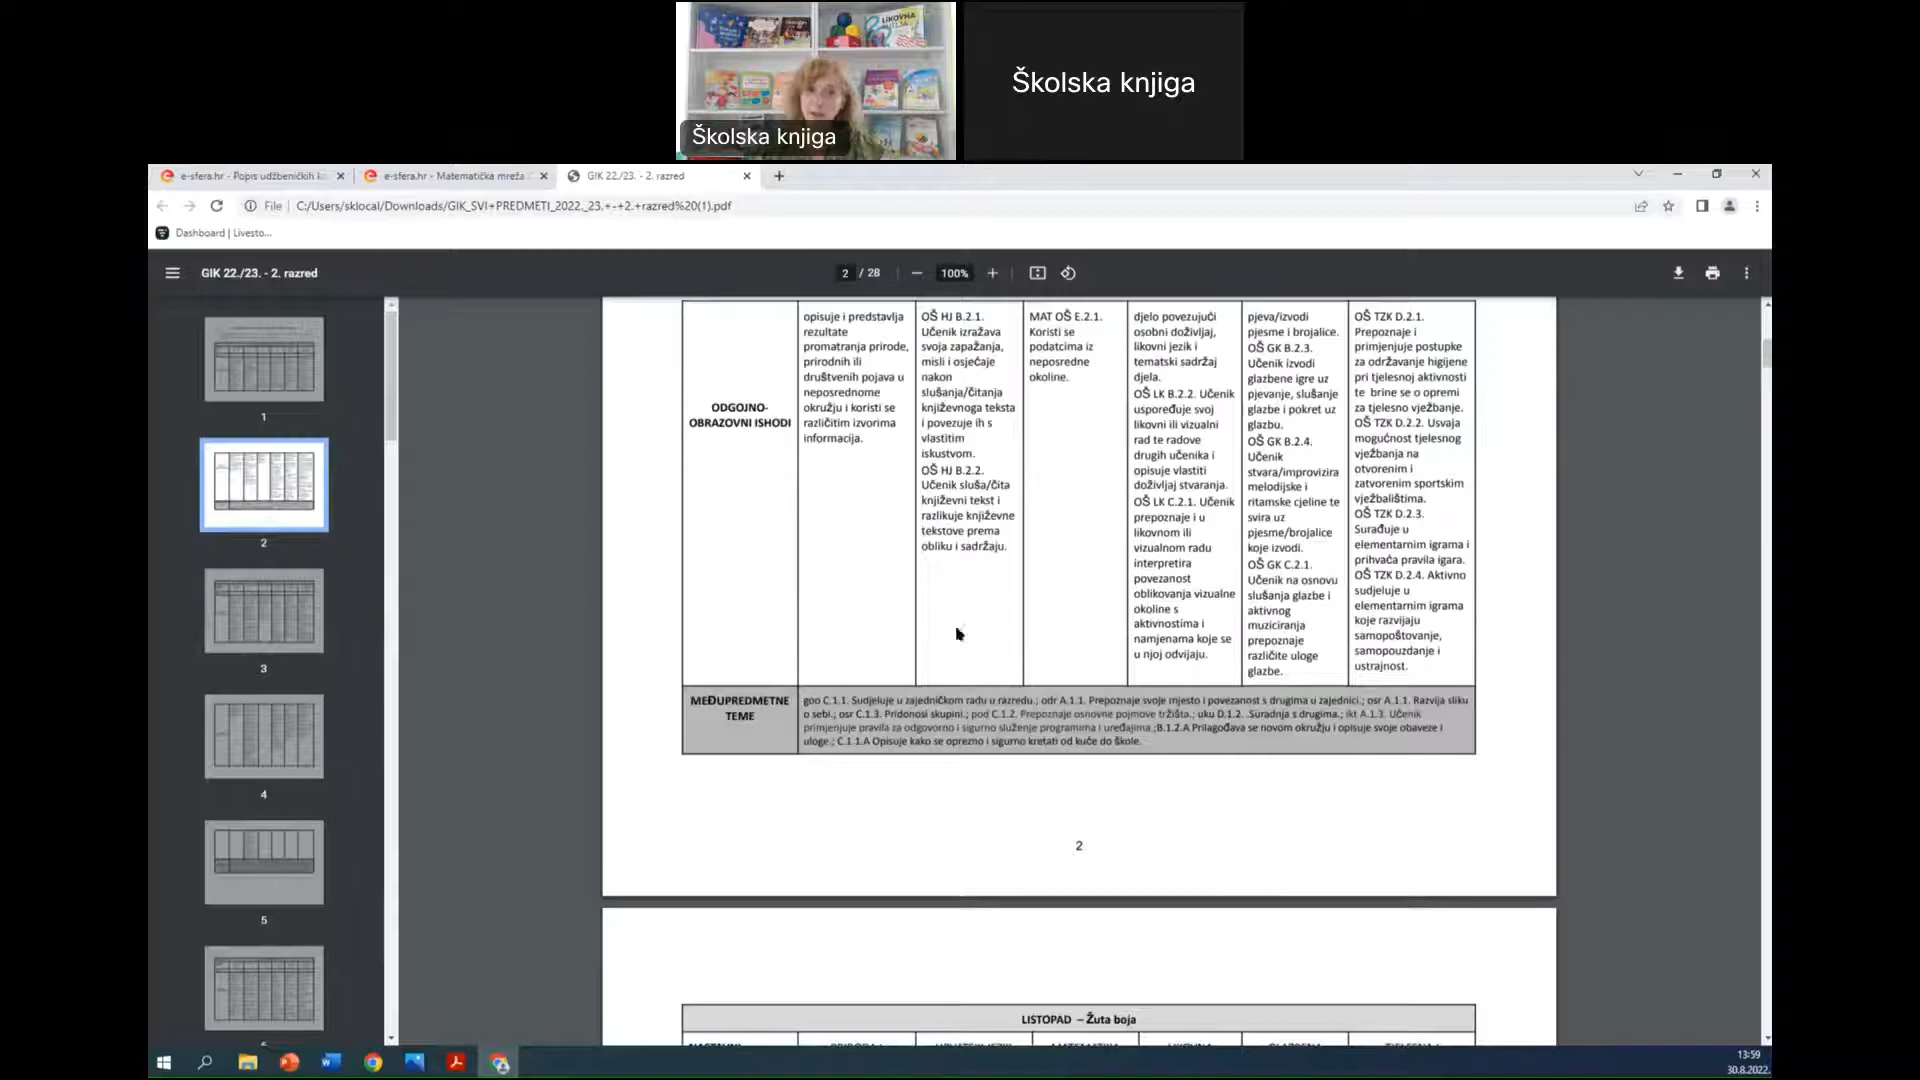 LIKOVNA
Školska knjiga
Školska knjiga
e-sfera.hr - Popis udžbeničkih k
e-sfera.hr - Matematička mreža
GIK 22./23. - 2. razred
File
C:/Users/sklocal/Downloads/GIK_SVI+PREDMETI_2022._23.+-+2.+razred%20(1).pdf
Dashboard | Livesto...
GIK 22./23. - 2. razred
2 / 28
100%
1
2
3
4
5
ODGOJNO-
OBRAZOVNI ISHODI
opisuje i predstavlja
rezultate
promatranja prirode,
prirodnih ili
društvenih pojava u
neposrednome
okružju i koristi se
različitim izvorima
informacija.
OŠ HJ B.2.1.
Učenik izražava
svoja zapažanja,
misli i osjećaje
nakon
slušanja/čitanja
književnoga teksta
i povezuje ih s
vlastitim
iskustvom.
OŠ HJ B.2.2.
Učenik sluša/čita
književni tekst i
razlikuje književne
tekstove prema
obliku i sadržaju.
MAT OŠ E.2.1.
Koristi se
podatcima iz
neposredne
okoline.
djelo povezujući
osobni doživljaj,
likovni jezik i
tematski sadržaj
djela.
OŠ LK B.2.2. Učenik
uspoređuje svoj
likovni ili vizualni
rad te radove
drugih učenika i
opisuje vlastiti
doživljaj stvaranja.
OŠ LK C.2.1. Učenik
prepoznaje i u
likovnom ili
vizualnom radu
interpretira
povezanost
oblikovanja vizualne
okoline s
aktivnostima i
namjenama koje se
u njoj odvijaju.
pjeva/izvodi
pjesme i brojalice.
OŠ GK B.2.3.
Učenik izvodi
glazbene igre uz
pjevanje, slušanje
glazbe i pokret uz
glazbu.
OŠ GK B.2.4.
Učenik
stvara/improvizira
melodijske i
ritamske cjeline te
svira uz
pjesme/brojalice
koje izvodi.
OŠ GK C.2.1.
Učenik na osnovu
slušanja glazbe i
aktivnog
muziciranja
prepoznaje
različite uloge
glazbe.
OŠ TZK D.2.1.
Prepoznaje i
primjenjuje postupke
za održavanje higijene
pri tjelesnoj aktivnosti
te brine se o opremi
za tjelesno vježbanje.
OŠ TZK D.2.2. Usvaja
mogućnost tjelesnog
vježbanja na
otvorenim i
zatvorenim sportskim
vježbalištima.
OŠ TZK D.2.3.
Surađuje u
elementarnim igrama i
prihvaća pravila igara.
OŠ TZK D.2.4. Aktivno
sudjeluje u
elementarnim igrama
koje razvijaju
samopoštovanje,
samopouzdanje i
ustrajnost.
MEĐUPREDMETNE
TEME
goo C.1.1. Sudjeluje u zajedničkom radu u razredu.; odr A.1.1. Prepoznaje svoje mjesto i povezanost s drugima u zajednici.; osr A.1.1. Razvija sliku
o sebi.; osr C.1.3. Pridonosi skupini.; pod C.1.2. Prepoznaje osnovne pojmove tržišta.; uku D.1.2. .Suradnja s drugima.; ikt A.1.3. Učenik
primjenjuje pravila za odgovorno i sigurno služenje programima i uređajima.;B.1.2.A Prilagođava se novom okružju i opisuje svoje obaveze i
uloge.; C.1.1.A Opisuje kako se oprezno i sigurno kretati od kuće do škole.
2
LISTOPAD – Žuta boja
13:59
30.8.2022.